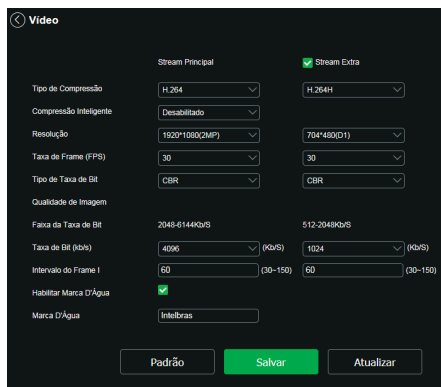 Vídeo
Stream Principal Stream Extra
Tipo de Compressão H.264 H.264H
Compressão Inteligente Desabilitado
Resolução 1920*1080(2MP) 704*480(D1)
Taxa de Frame (FPS) 30 30
Tipo de Taxa de Bit CBR CBR
Qualidade de Imagem
Faixa da Taxa de Bit 2048-6144Kb/S 512-2048Kb/S
Taxa de Bit (kb/s) 4096 (Kb/S) 1024 (Kb/S)
Intervalo do Frame I 60 (30~150) 60 (30~150)
Habilitar Marca D'Água
Marca D'Água Intelbras
Padrão Salvar Atualizar